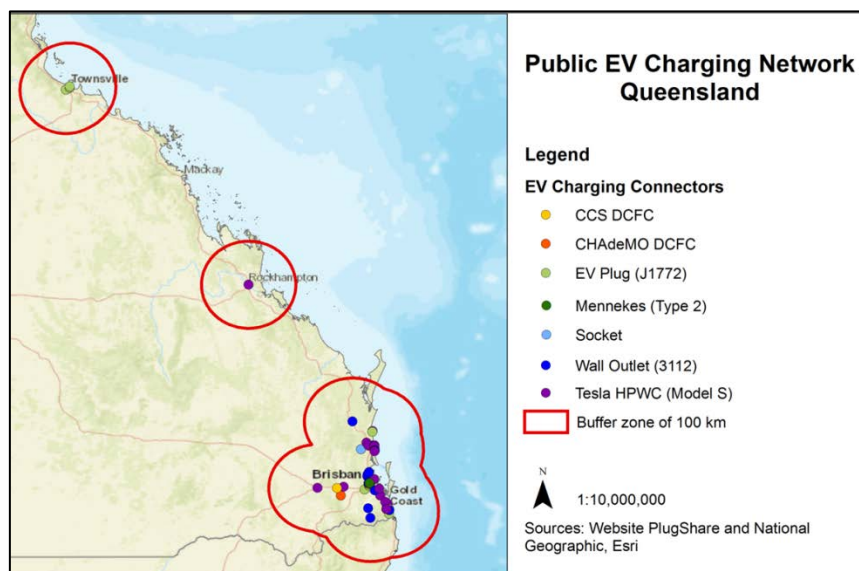 Townsville
Mackay
Rockhampton
Brisban
Gold
Coast
Public EV Charging Network
Queensland
Legend
EV Charging Connectors
CCS DCFC
CHAdeMO DCFC
EV Plug (J1772)
Mennekes (Type 2)
Socket
Wall Outlet (3112)
Tesla HPWC (Model S)
Buffer zone of 100 km
N
1:10,000,000
Sources: Website PlugShare and National
Geographic, Esri